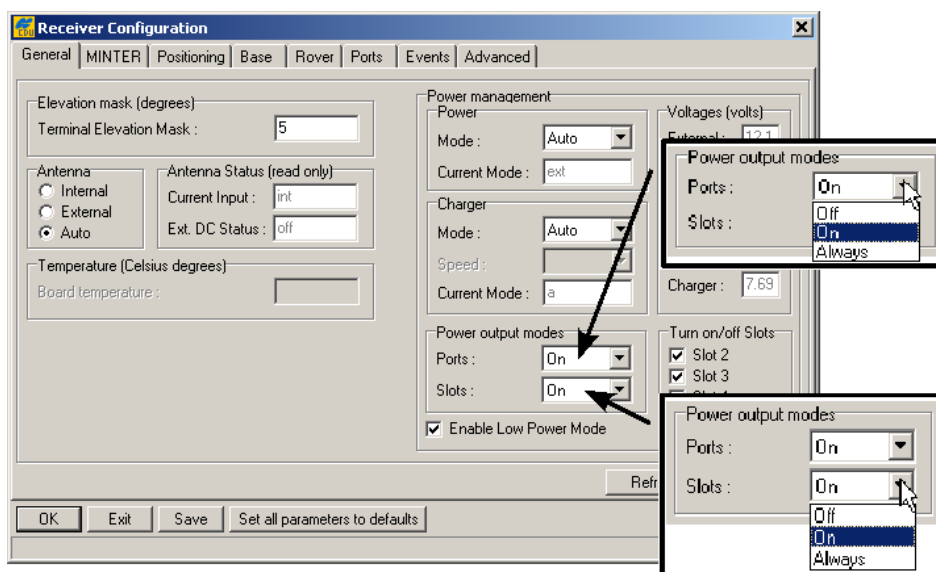 Receiver Configuration
General MINTER Positioning Base Rover Ports Events Advanced
Elevation mask (degrees)
Terminal Elevation Mask : 5
Antenna
Internal
External
Auto
Antenna Status (read only)
Current Input : int
Ext. DC Status : off
Temperature (Celsius degrees)
Board temperature :
Power management
Power
Mode : Auto
Current Mode : ext
Charger
Mode : Auto
Speed :
Current Mode : a
Power output modes
Ports : On
Slots : On
Enable Low Power Mode
Voltages (volts)
External : 12.1
Charger : 7.69
Turn on/off Slots
Slot 2
Slot 3
Power output modes
Ports : On
Off
On
Always
Slots :
Power output modes
Ports : On
Slots : On
Off
On
Always
OK Exit Save Set all parameters to defaults